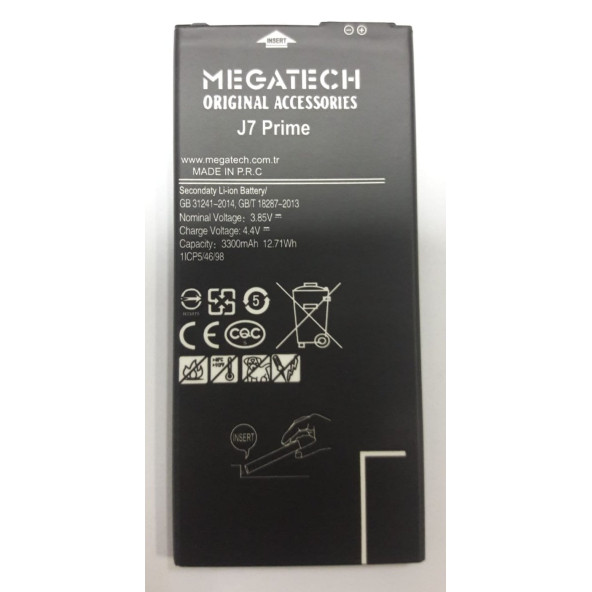 INSERT
MEGATECH
ORIGINAL ACCESSORIES
J7 Prime
www.megatech.com.tr
MADE IN P.R.C
Secondaty Li-ion Battery/
GB 31241-2014, GB/T 18287-2013
Nominal Voltage: 3.85V
Charge Voltage: 4.4V
Capacity: 3300mAh 12.71Wh
1ICP5/46/98
5
CE CQC
INSERT